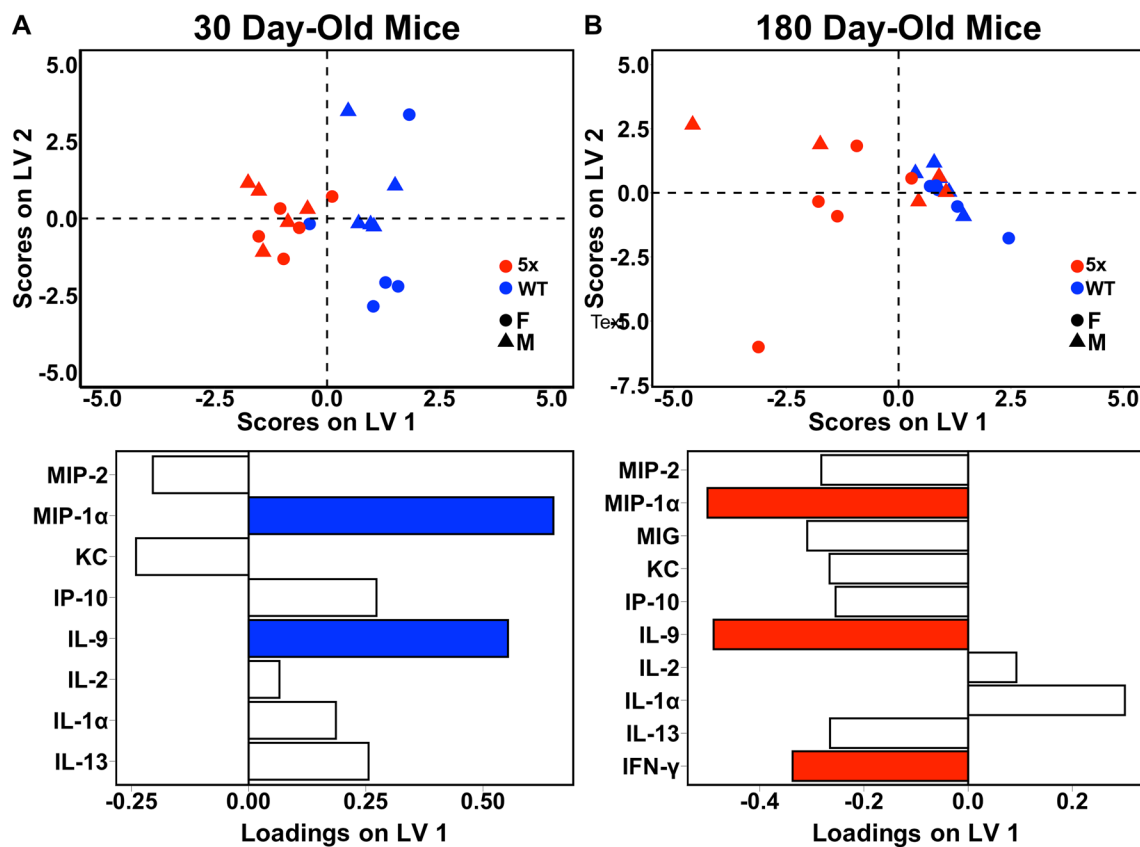 A
30 Day-Old Mice
Scores on LV 2
5.0
2.5
0.0
-2.5
-5.0
5x
WT
F
M
-5.0 -2.5 0.0 2.5 5.0
Scores on LV 1
MIP-2
MIP-1α
KC
IP-10
IL-9
IL-2
IL-1α
IL-13
-0.25 0.00 0.25 0.50
Loadings on LV 1
B
180 Day-Old Mice
Scores on LV 2
5.0
2.5
0.0
-2.5
Tex
-5.0
-7.5
5x
WT
F
M
-5.0 -2.5 0.0 2.5 5.0
Scores on LV 1
MIP-2
MIP-1α
MIG
KC
IP-10
IL-9
IL-2
IL-1α
IL-13
IFN-γ
-0.4 -0.2 0.0 0.2
Loadings on LV 1